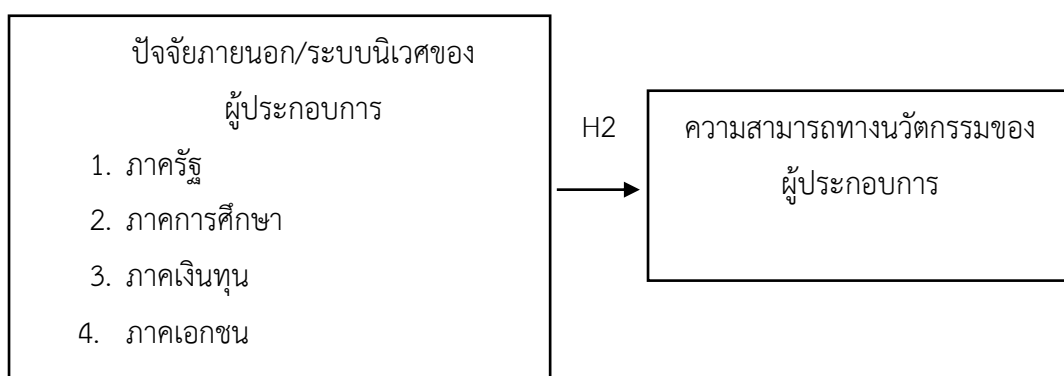 ปัจจัยภายนอก/ระบบนิเวศของ
ผู้ประกอบการ
1. ภาครัฐ
2. ภาคการศึกษา
3. ภาคเงินทุน
4. ภาคเอกชน
H2
ความสามารถทางนวัตกรรมของ
ผู้ประกอบการ